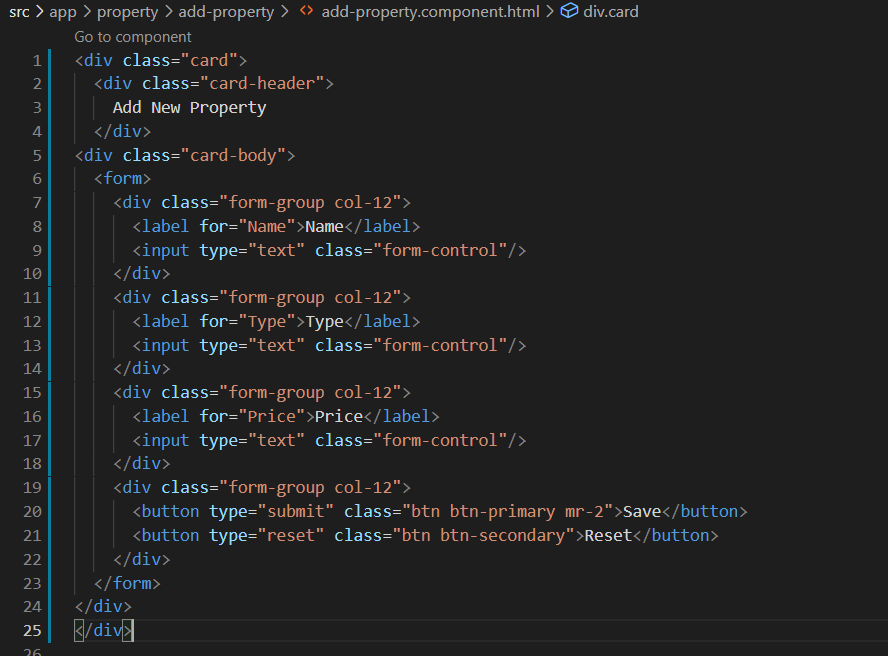 src > app > property > add-property > <> add-property.component.html > div.card
Go to component
1 <div class="card">
2   <div class="card-header">
3     Add New Property
4   </div>
5 <div class="card-body">
6   <form>
7     <div class="form-group col-12">
8       <label for="Name">Name</label>
9       <input type="text" class="form-control"/>
10     </div>
11     <div class="form-group col-12">
12       <label for="Type">Type</label>
13       <input type="text" class="form-control"/>
14     </div>
15     <div class="form-group col-12">
16       <label for="Price">Price</label>
17       <input type="text" class="form-control"/>
18     </div>
19     <div class="form-group col-12">
20       <button type="submit" class="btn btn-primary mr-2">Save</button>
21       <button type="reset" class="btn btn-secondary">Reset</button>
22     </div>
23   </form>
24 </div>
25 </div>
26